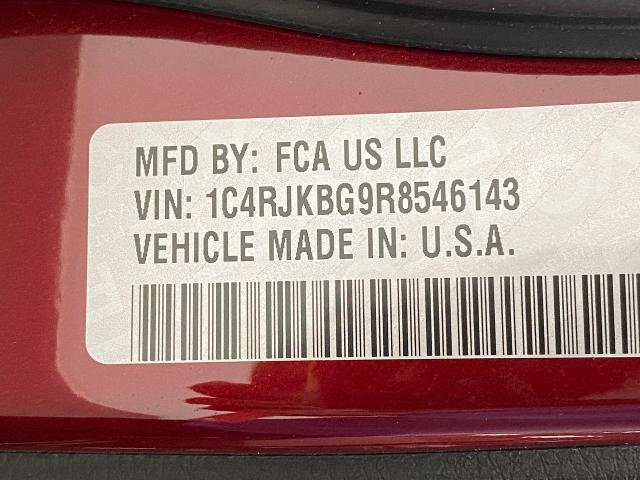 MFD BY: FCA US LLC
VIN: 1C4RJKBG9R8546143
VEHICLE MADE IN: U.S.A.